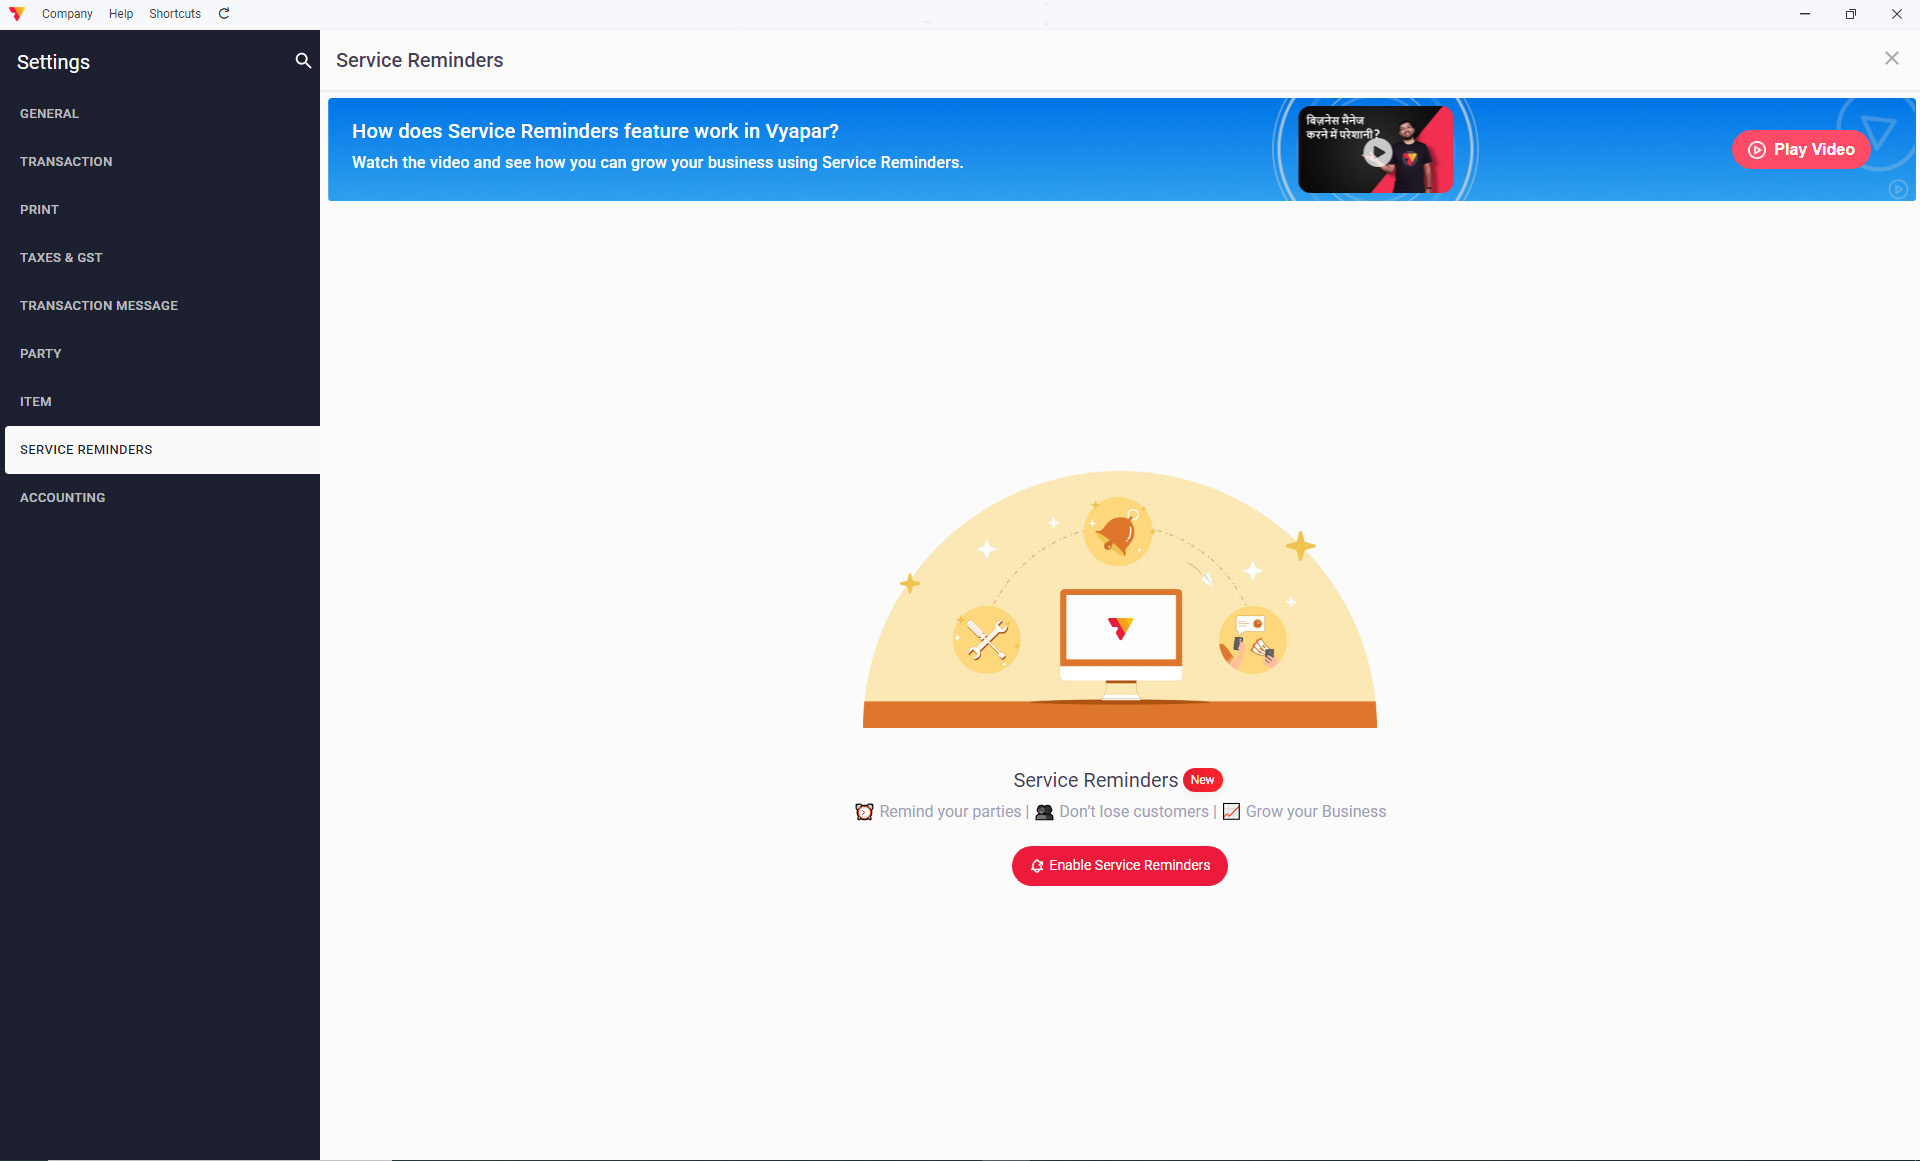 Company Help Shortcuts
Settings
GENERAL
TRANSACTION
PRINT
TAXES & GST
TRANSACTION MESSAGE
PARTY
ITEM
SERVICE REMINDERS
ACCOUNTING
Service Reminders
How does Service Reminders feature work in Vyapar?
Watch the video and see how you can grow your business using Service Reminders.
बिज़नेस मैनेज
करने में परेशानी?
Play Video
Service Reminders New
Remind your parties | Don't lose customers | Grow your Business
Enable Service Reminders